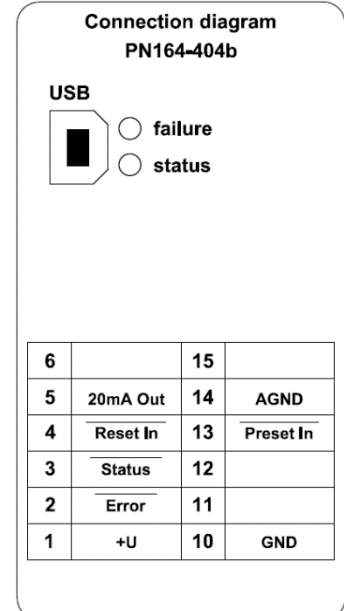 Connection diagram
PN164-404b
USB
failure
status
6 15
5 20mA Out 14 AGND
4 Reset In 13 Preset In
3 Status 12
2 Error 11
1 +U 10 GND